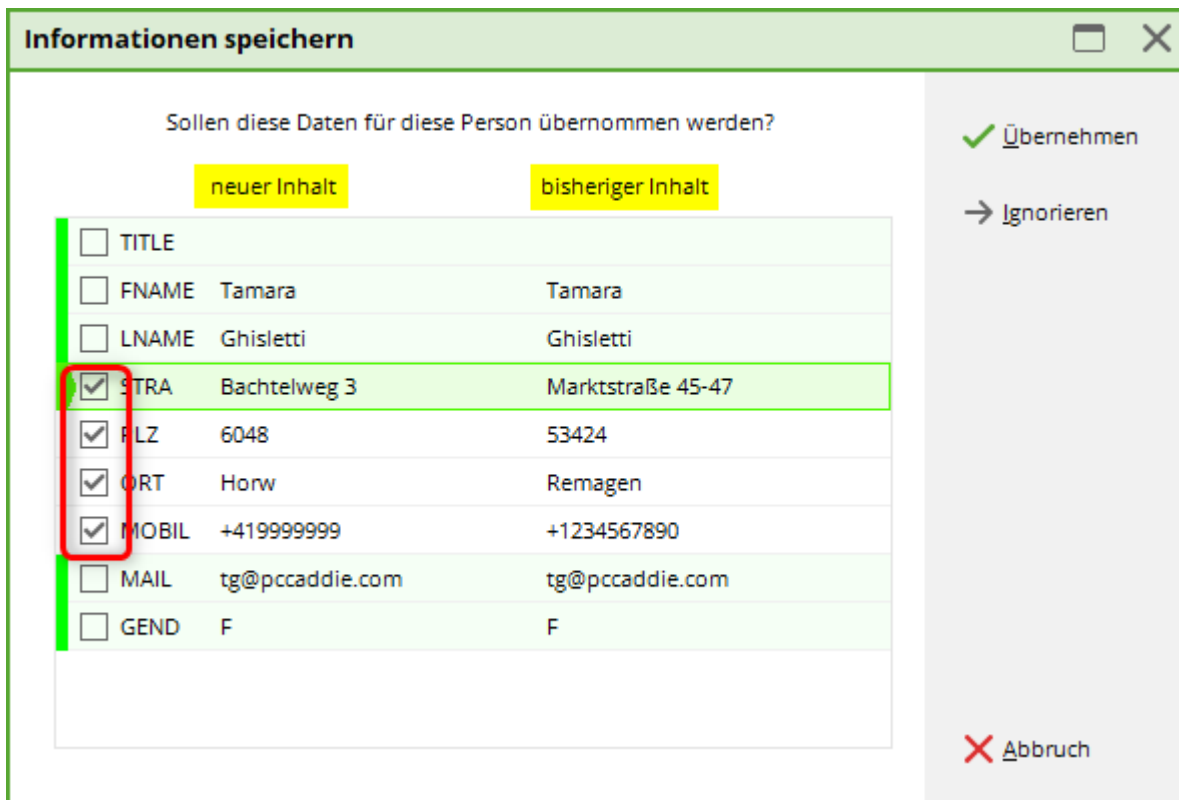 Informationen speichern
Sollen diese Daten für diese Person übernommen werden?
neuer Inhalt bisheriger Inhalt
TITLE
FNAME Tamara Tamara
LNAME Ghisletti Ghisletti
STRA Bachtelweg 3 Marktstraße 45-47
PLZ 6048 53424
ORT Horw Remagen
MOBIL +419999999 +1234567890
MAIL tg@pccaddie.com tg@pccaddie.com
GEND F F
Übernehmen
Ignorieren
Abbruch